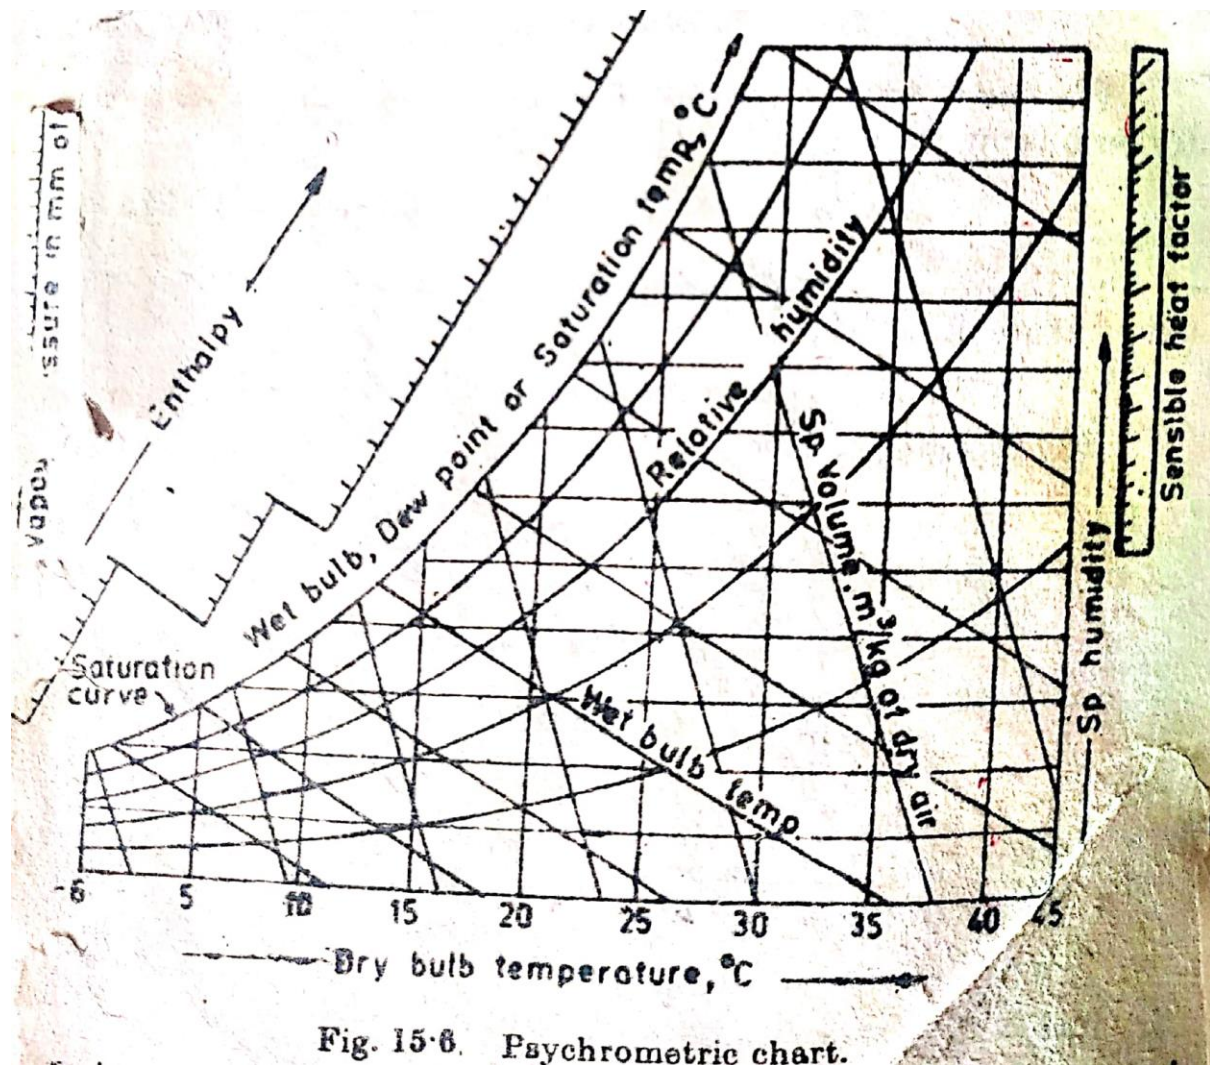 ssure in mm of
Vapou
Enthalpy
Wet bulb, Dew point or Saturation temp, °C
Saturation
curve
Relative humidity
Sp. Volume, m³/kg of dry air
Wet bulb temp.
Sp humidity
Sensible heat factor
5 10 15 20 25 30 35 40 45
Dry bulb temperature, °C
Fig. 15·6. Psychrometric chart.